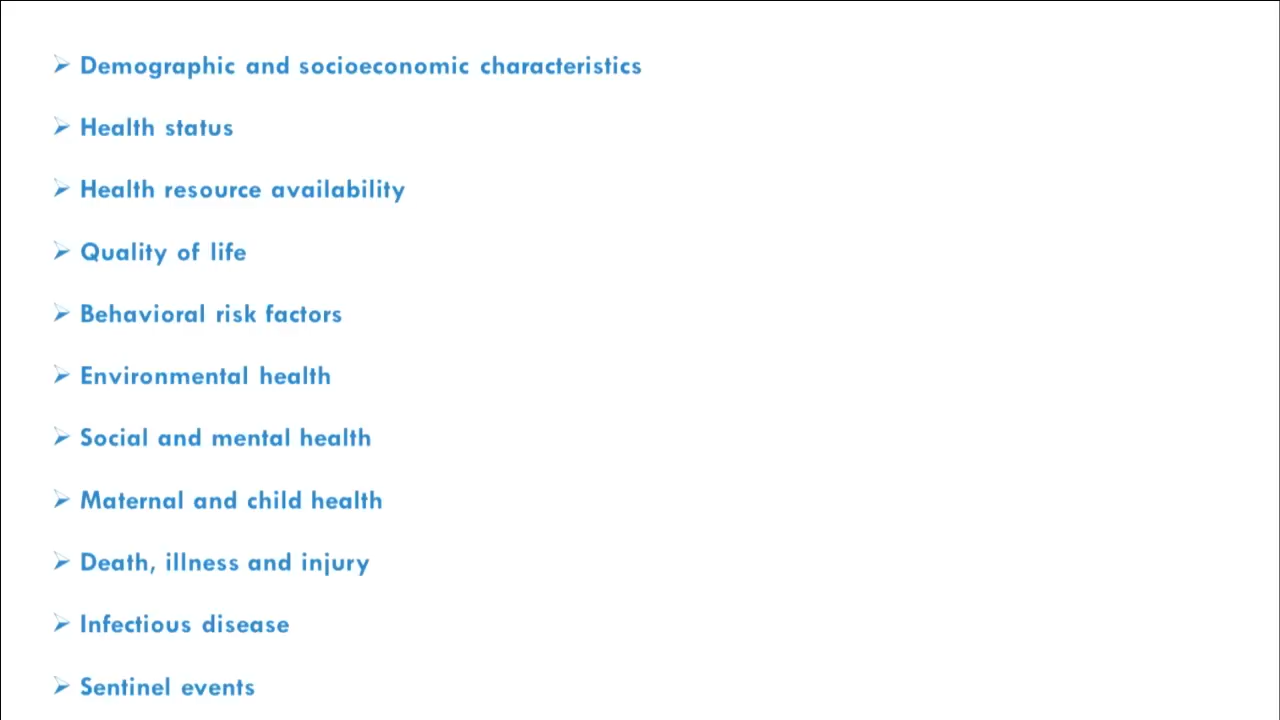 Demographic and socioeconomic characteristics
Health status
Health resource availability
Quality of life
Behavioral risk factors
Environmental health
Social and mental health
Maternal and child health
Death, illness and injury
Infectious disease
Sentinel events